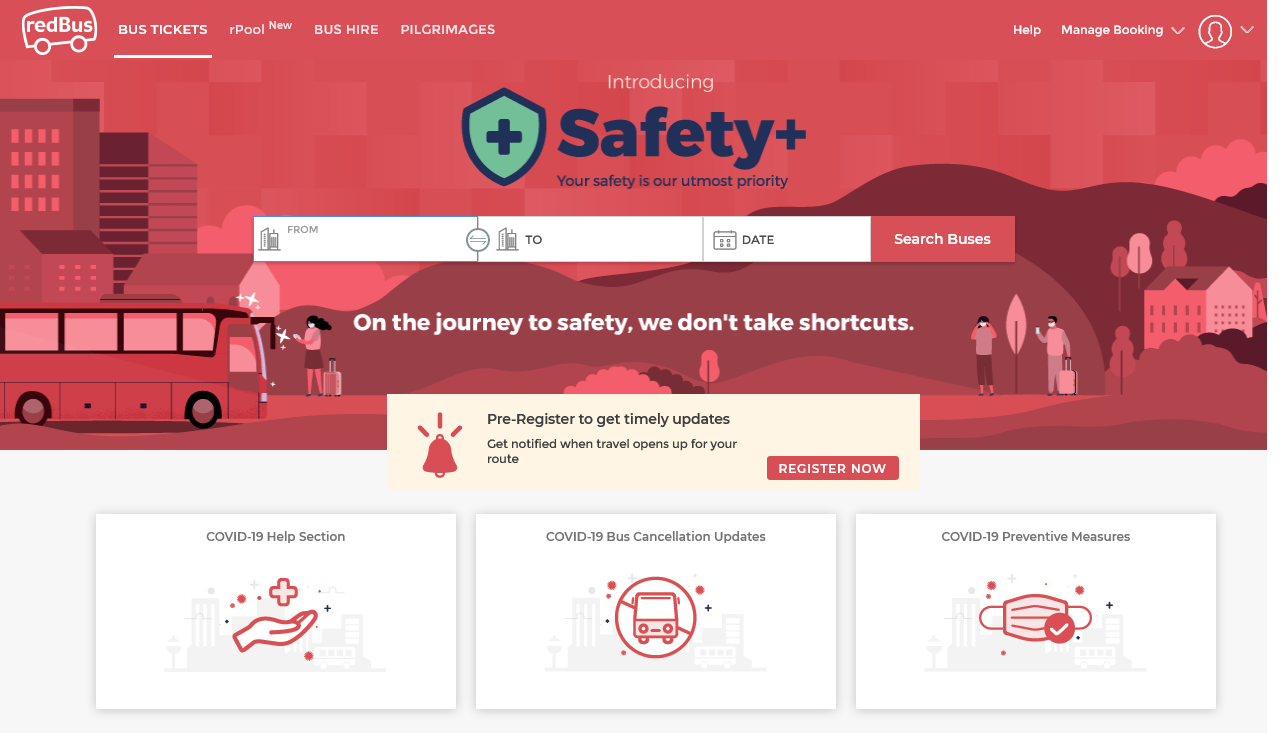 redBus
BUS TICKETS
rPool New
BUS HIRE
PILGRIMAGES
Help
Manage Booking
Introducing
Safety+
Your safety is our utmost priority
FROM
TO
DATE
Search Buses
On the journey to safety, we don't take shortcuts.
Pre-Register to get timely updates
Get notified when travel opens up for your
route
REGISTER NOW
COVID-19 Help Section
COVID-19 Bus Cancellation Updates
COVID-19 Preventive Measures